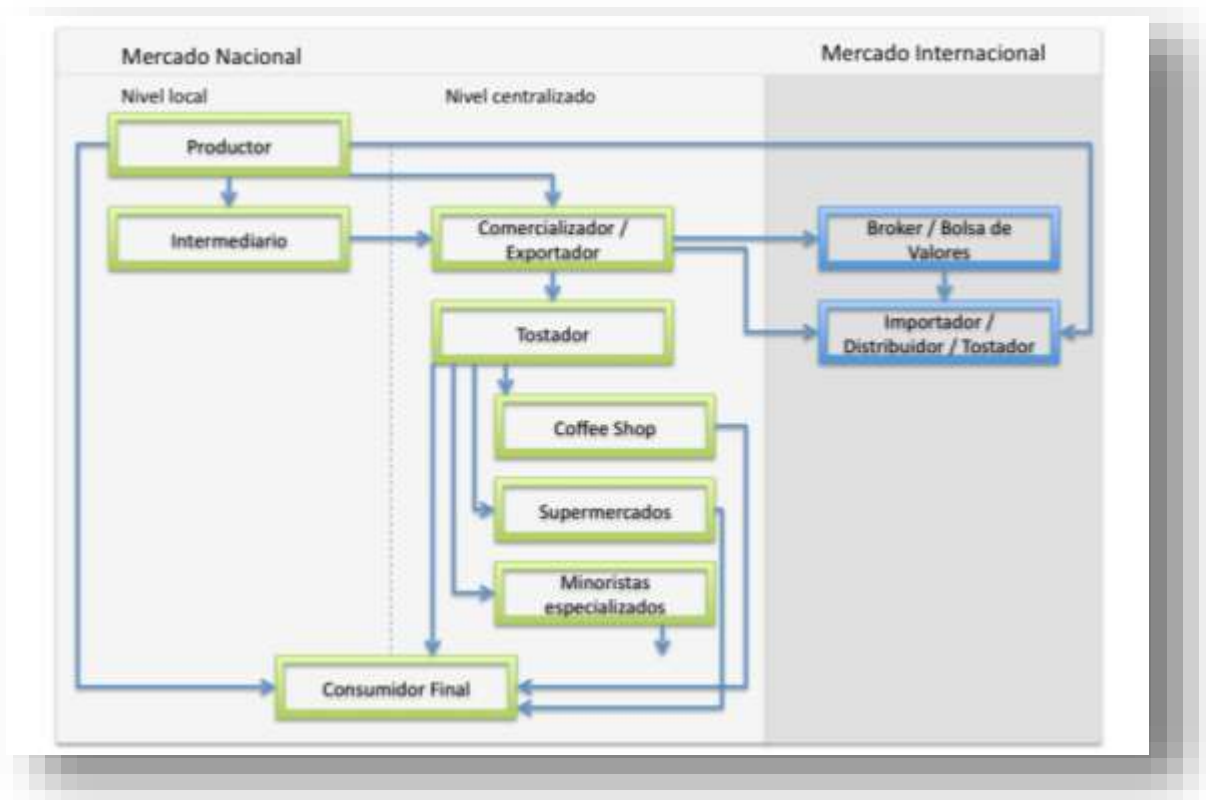 Mercado Nacional
Mercado Internacional
Nivel local
Nivel centralizado
Productor
Intermediario
Comercializador /
Exportador
Broker / Bolsa de
Valores
Tostador
Importador /
Distribuidor / Tostador
Coffee Shop
Supermercados
Minoristas
especializados
Consumidor Final